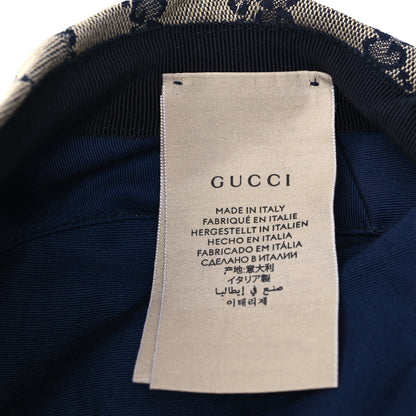 GUCCI
MADE IN ITALY
FABRIQUÉ EN ITALIE
HERGESTELLT IN ITALIEN
HECHO EN ITALIA
FABRICADO EM ITÁLIA
СДЕЛАНО В ИТАЛИИ
产地:意大利
イタリア製
صنع في إيطاليا
이태리제